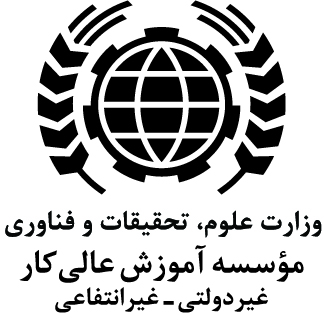 وزارت علوم، تحقیقات و فناوری
مؤسسه آموزش عالی کار
غیردولتی ـ غیرانتفاعی